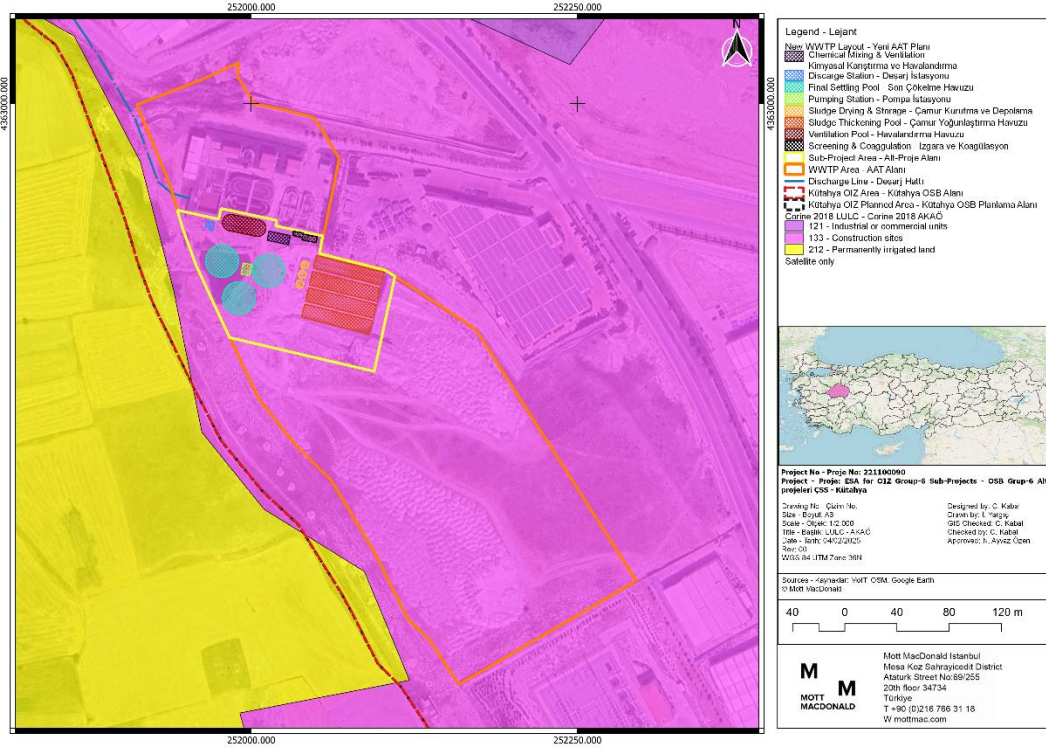 252000.000
252250.000
4363000.000
4363000.000
N
Legend - Lejant
New WWTP Layout - Yeni AAT Planı
Chemical Mixing & Ventilation
Kimyasal Karıştırma ve Havalandırma
Discarge Station - Deşarj İstasyonu
Final Settling Pool - Son Çökelme Havuzu
Pumping Station - Pompa İstasyonu
Sludge Drying & Storage - Çamur Kurutma ve Depolama
Sludge Thickening Pool - Çamur Yoğunlaştırma Havuzu
Ventilation Pool - Havalandırma Havuzu
Screening & Coaggulation Izgara ve Koagülasyon
Sub-Project Area - Alt-Proje Alanı
WWTP Area - AAT Alanı
Discharge Line - Deşarj Hattı
Kütahya OIZ Area - Kütahya OSB Alanı
Kütahya OIZ Planned Area - Kütahya OSB Planlama Alanı
Corine 2018 LULC - Corine 2018 AKAÖ
121 - Industrial or commercial units
133 - Construction sites
212 - Permanently irrigated land
Satellite only
Project No - Proje No: 221100090
Project - Proje: ESA for OIZ Group-6 Sub-Projects - OSB Grup-6 Alt
projeleri ÇSS - Kütahya
Drawing No - Çizim No.
Size - Boyut: A3
Scale - Ölçek: 1/2.000
Title - Başlık: LULC - AKAÖ
Date - Tarih: 04/02/2025
Rev: 00
WGS 84 UTM Zone 36N
Designed by: C. Kabal
Drawn by: I. Yargıç
GIS Checked: C. Kabal
Checked by: C. Kabal
Approved: N. Ayvaz Özen
Sources - Kaynaklar: MoIT OSM, Google Earth
© Mott MacDonald
40 0 40 80 120 m
M
M
MOTT
MACDONALD
Mott MacDonald Istanbul
Mesa Koz Sahrayicedit District
Ataturk Street No:69/255
20th floor 34734
Türkiye
T +90 (0)216 766 31 18
W mottmac.com
252000.000
252250.000